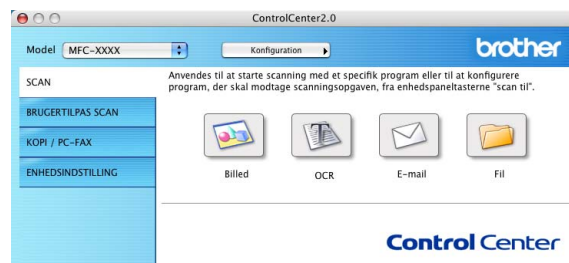 ControlCenter2.0
Model MFC-XXXX Konfiguration brother
SCAN
BRUGERTILPAS SCAN
KOPI / PC-FAX
ENHEDSINDSTILLING
Anvendes til at starte scanning med et specifik program eller til at konfigurere
program, der skal modtage scanningsopgaven, fra enhedspaneltasterne "scan til".
Billed OCR E-mail Fil
Control Center